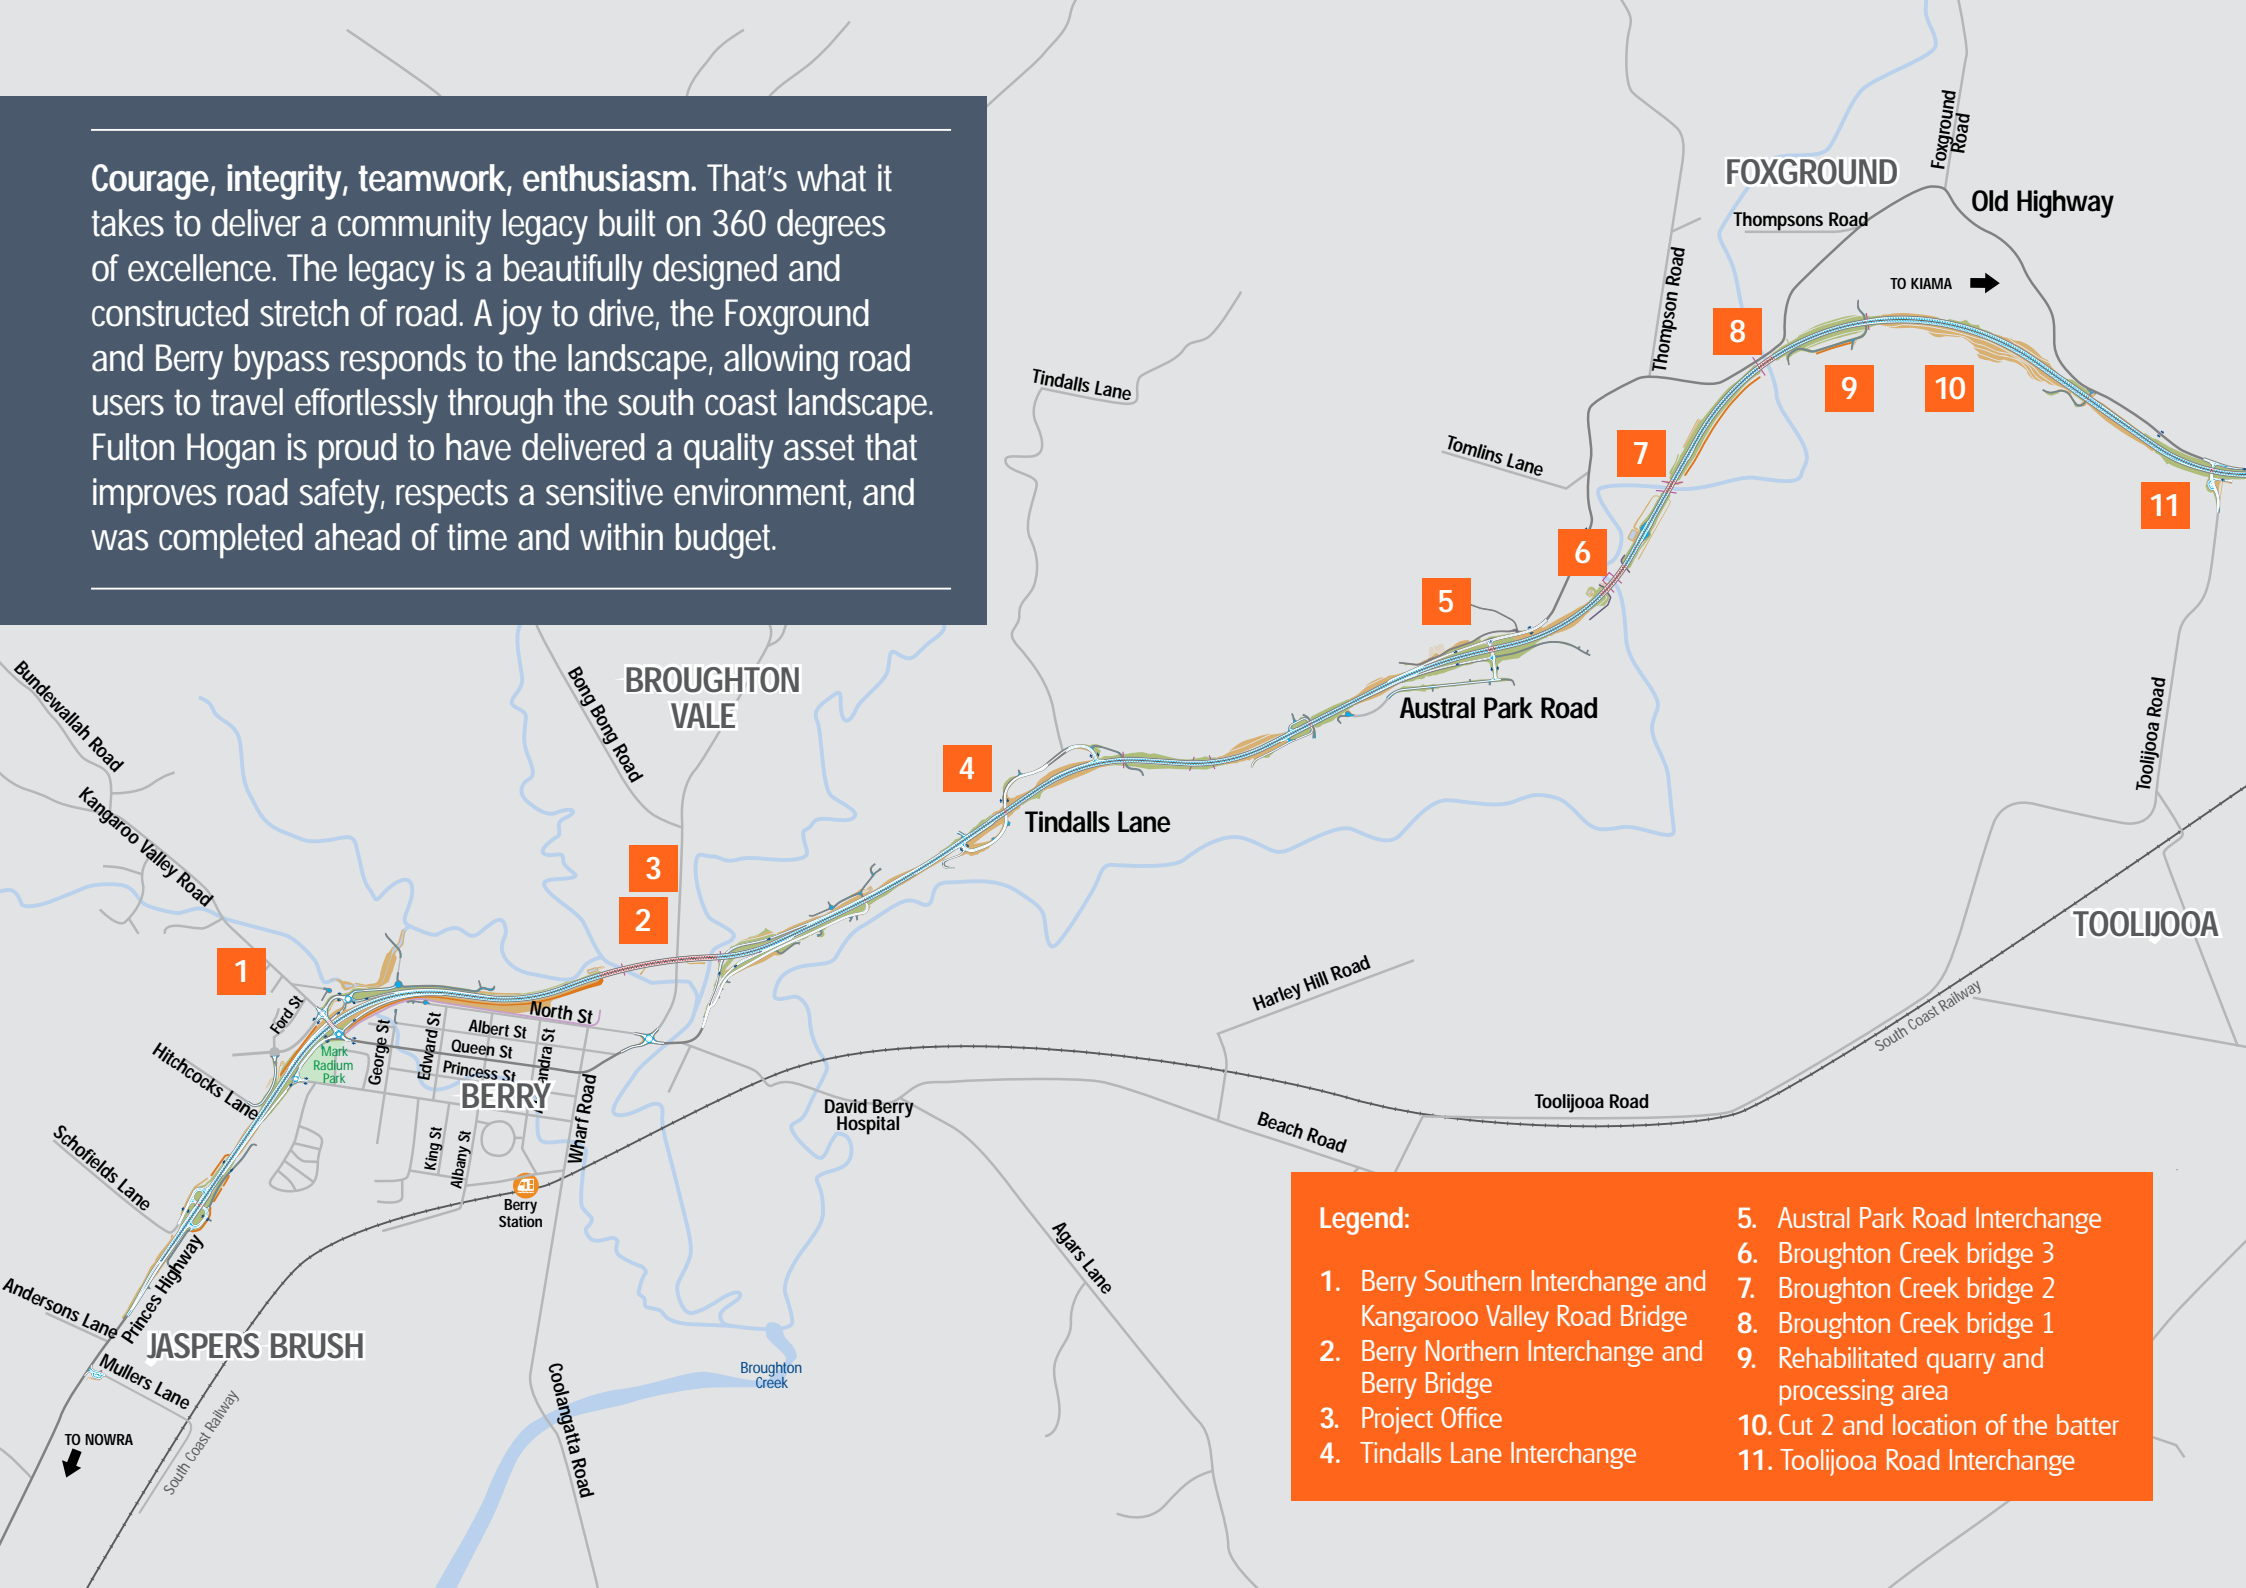 Courage, integrity, teamwork, enthusiasm. That's what it
takes to deliver a community legacy built on 360 degrees
of excellence. The legacy is a beautifully designed and
constructed stretch of road. A joy to drive, the Foxground
and Berry bypass responds to the landscape, allowing road
users to travel effortlessly through the south coast landscape.
Fulton Hogan is proud to have delivered a quality asset that
improves road safety, respects a sensitive environment, and
was completed ahead of time and within budget.
Foxground
Road
FOXGROUND
Old Highway
Thompsons Road
Thompson Road
TO KIAMA
8
9
10
7
11
6
5
Tindalls Lane
Tomlins Lane
Austral Park Road
Toolijooa Road
Bundewallah Road
Bong Bong Road
BROUGHTON
VALE
4
Tindalls Lane
Kangaroo Valley Road
3
2
1
TOOLIJOOA
Harley Hill Road
South Coast Railway
Ford St
North St
Albert St
Queen St
Princess St
George St
Edward St
andra St
BERRY
Mark
Radium
Park
Hitchcocks Lane
Wharf Road
King St
Albany St
David Berry
Hospital
Toolijooa Road
Beach Road
Schofields Lane
Berry
Station
Agars Lane
Princes Highway
Andersons Lane
JASPERS BRUSH
Mullers Lane
Broughton
Creek
Coolangatta Road
TO NOWRA
South Coast Railway
Legend:
1. Berry Southern Interchange and
Kangarooo Valley Road Bridge
2. Berry Northern Interchange and
Berry Bridge
3. Project Office
4. Tindalls Lane Interchange
5. Austral Park Road Interchange
6. Broughton Creek bridge 3
7. Broughton Creek bridge 2
8. Broughton Creek bridge 1
9. Rehabilitated quarry and
processing area
10. Cut 2 and location of the batter
11. Toolijooa Road Interchange